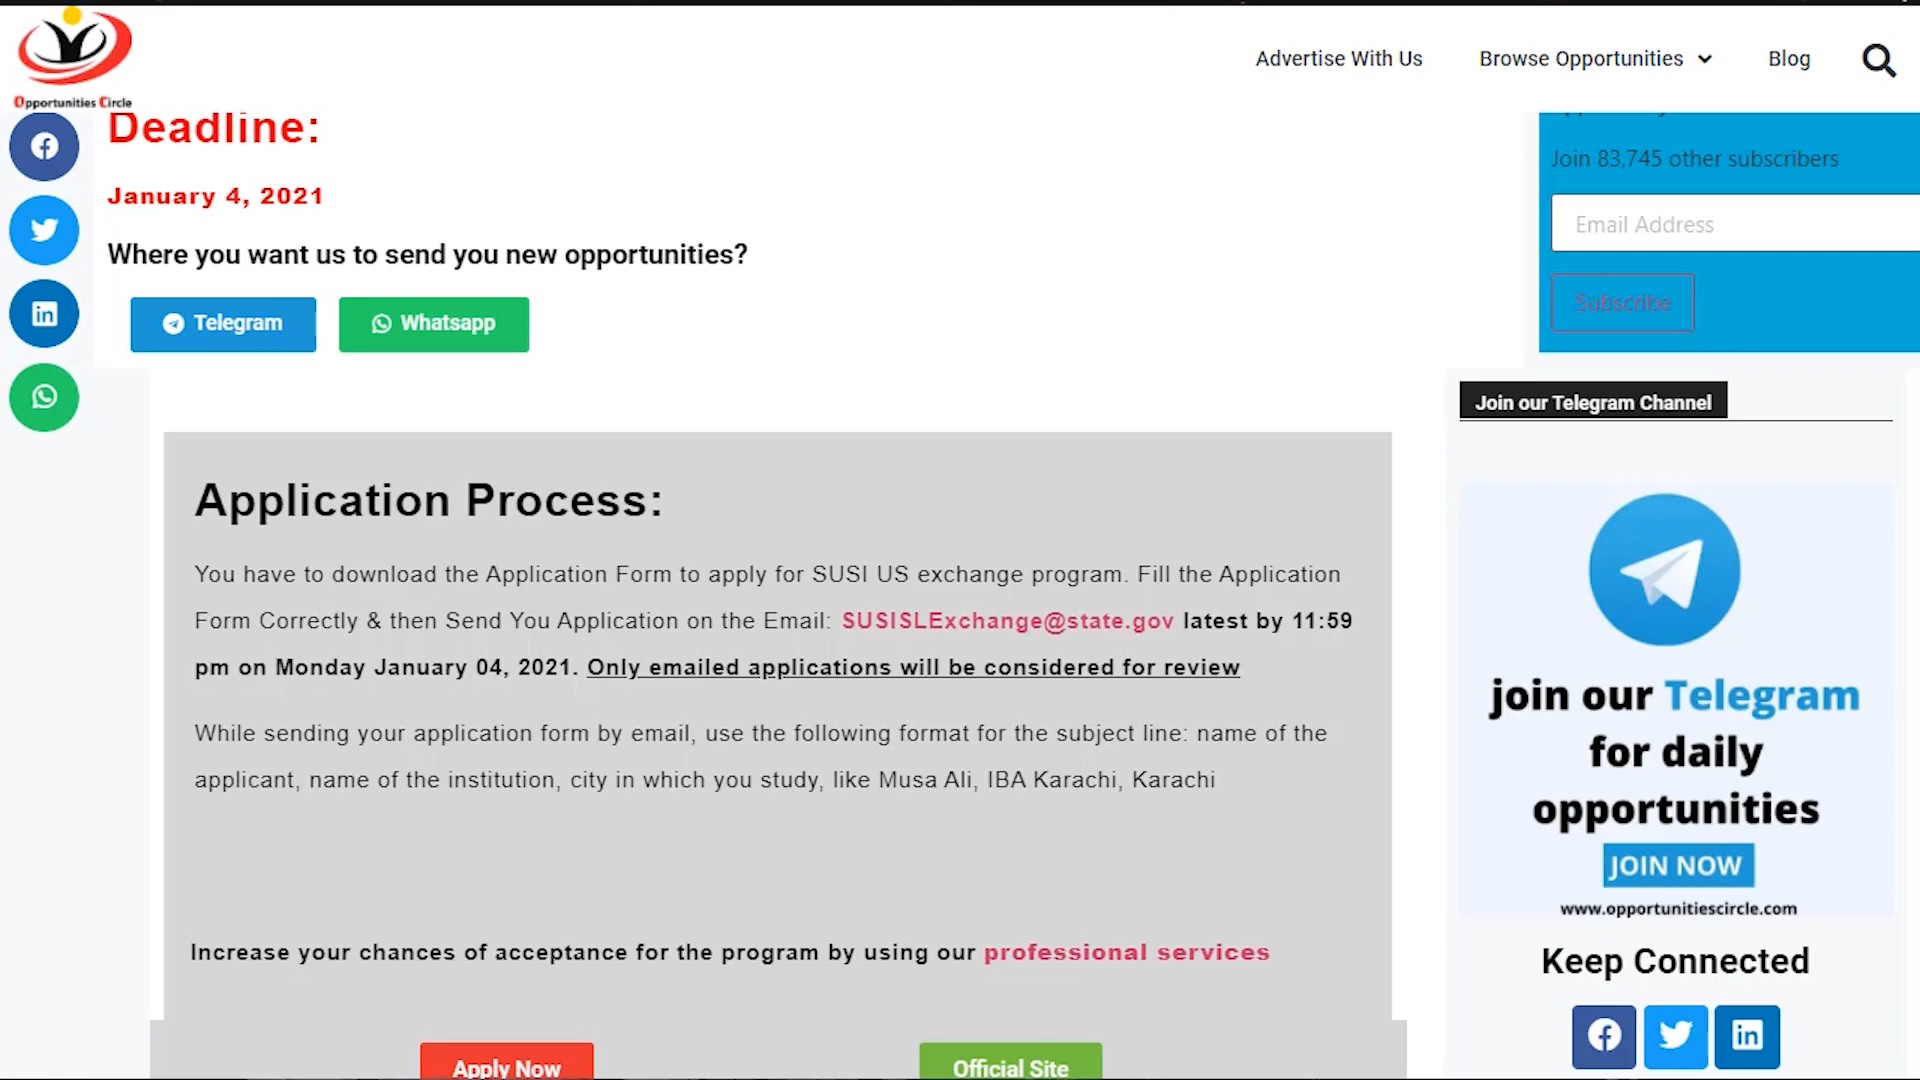 Opportunities Circle
Advertise With Us
Browse Opportunities
Blog
Deadline:
January 4, 2021
Where you want us to send you new opportunities?
Telegram
Whatsapp
Join 83,745 other subscribers
Email Address
Subscribe
Join our Telegram Channel
Application Process:
You have to download the Application Form to apply for SUSI US exchange program. Fill the Application
Form Correctly & then Send You Application on the Email: SUSISLExchange@state.gov latest by 11:59
pm on Monday January 04, 2021. Only emailed applications will be considered for review
While sending your application form by email, use the following format for the subject line: name of the
applicant, name of the institution, city in which you study, like Musa Ali, IBA Karachi, Karachi
Increase your chances of acceptance for the program by using our professional services
Apply Now
Official Site
join our Telegram
for daily
opportunities
JOIN NOW
www.opportunitiescircle.com
Keep Connected